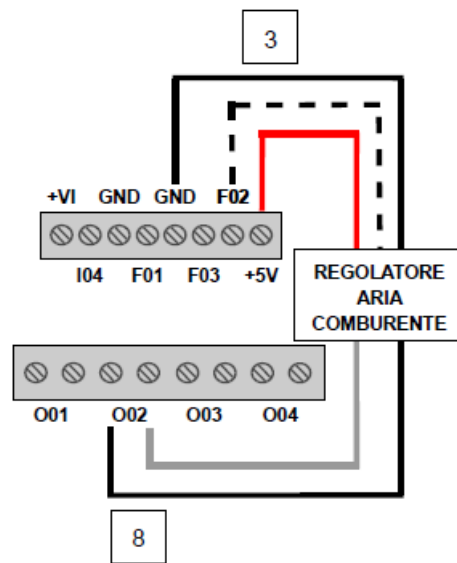 3
+VI GND GND F02
I04 F01 F03 +5V
REGOLATORE
ARIA
COMBURENTE
O01 O02 O03 O04
8